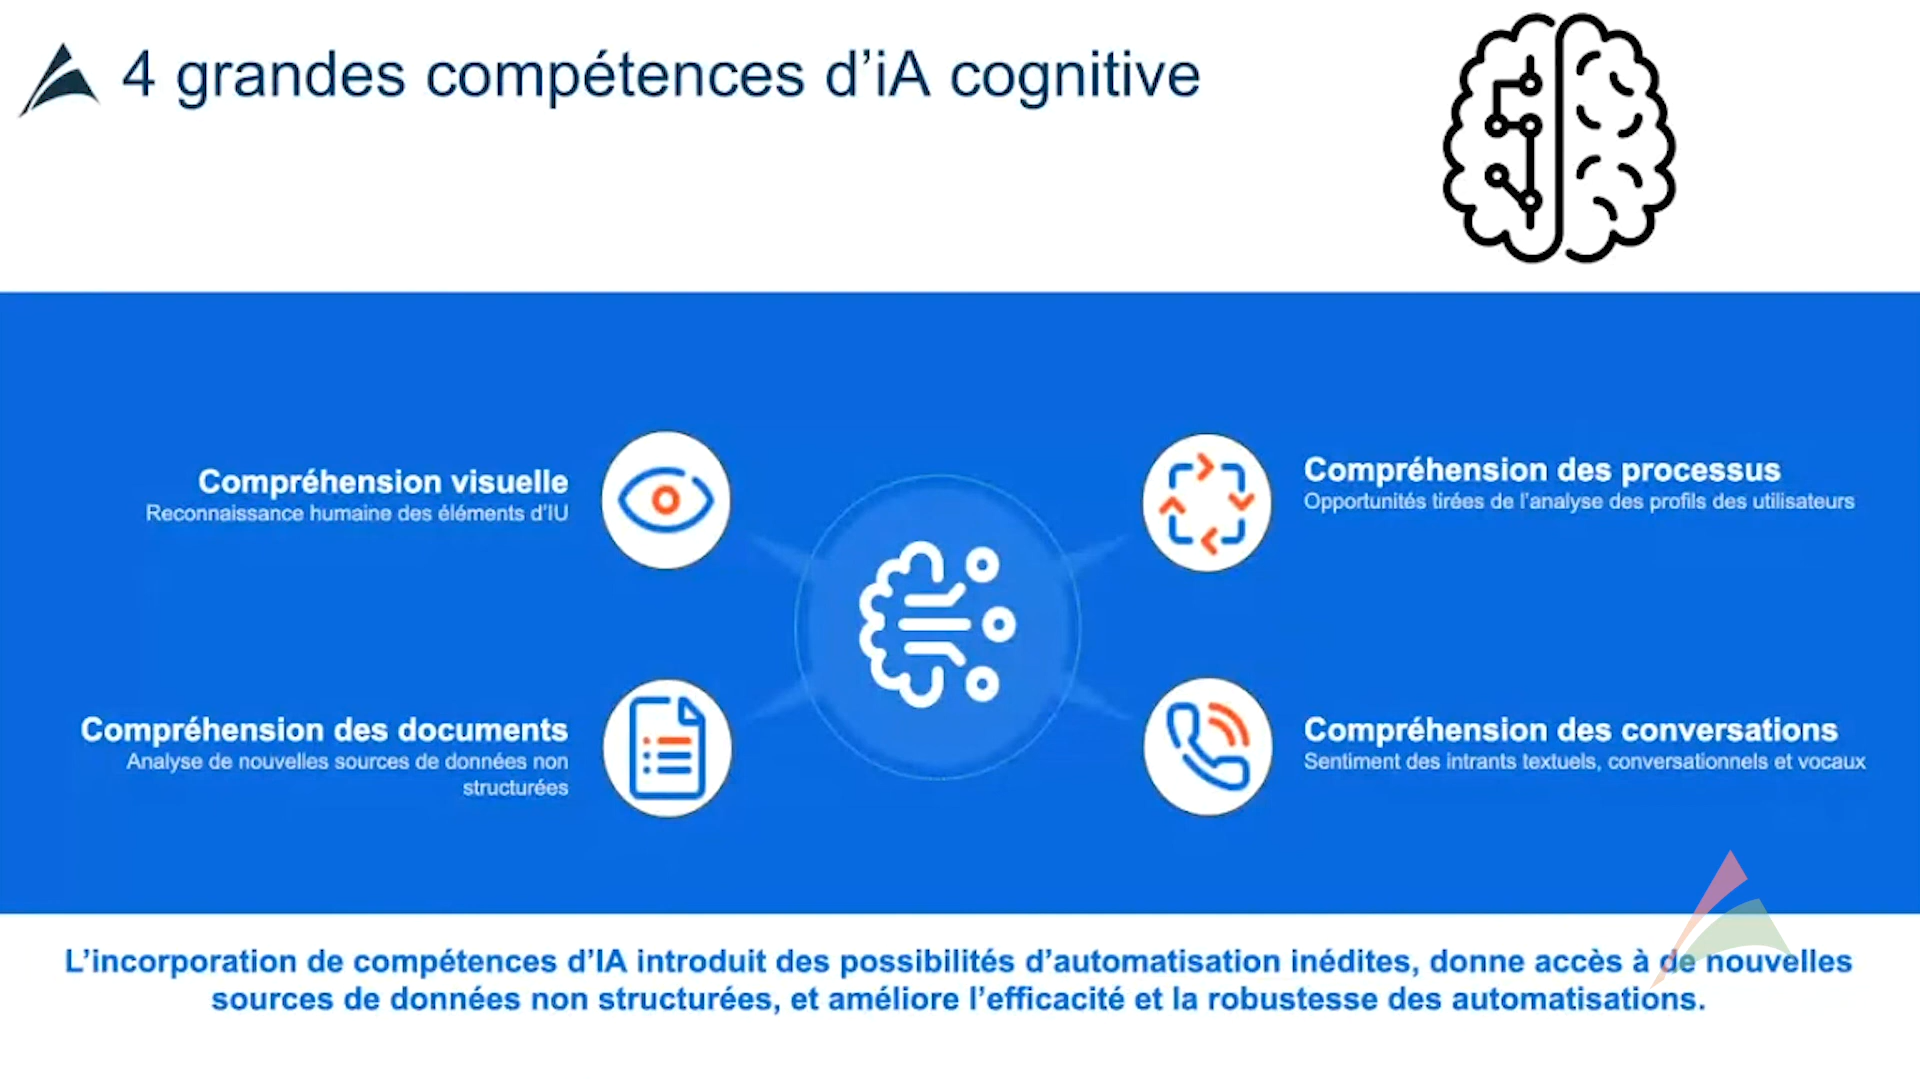 4 grandes compétences d’iA cognitive
Compréhension visuelle
Reconnaissance humaine des éléments d’IU
Compréhension des processus
Opportunités tirées de l’analyse des profils des utilisateurs
Compréhension des documents
Analyse de nouvelles sources de données non
structurées
Compréhension des conversations
Sentiment des intrants textuels, conversationnels et vocaux
L’incorporation de compétences d’IA introduit des possibilités d’automatisation inédites, donne accès à de nouvelles
sources de données non structurées, et améliore l’efficacité et la robustesse des automatisations.